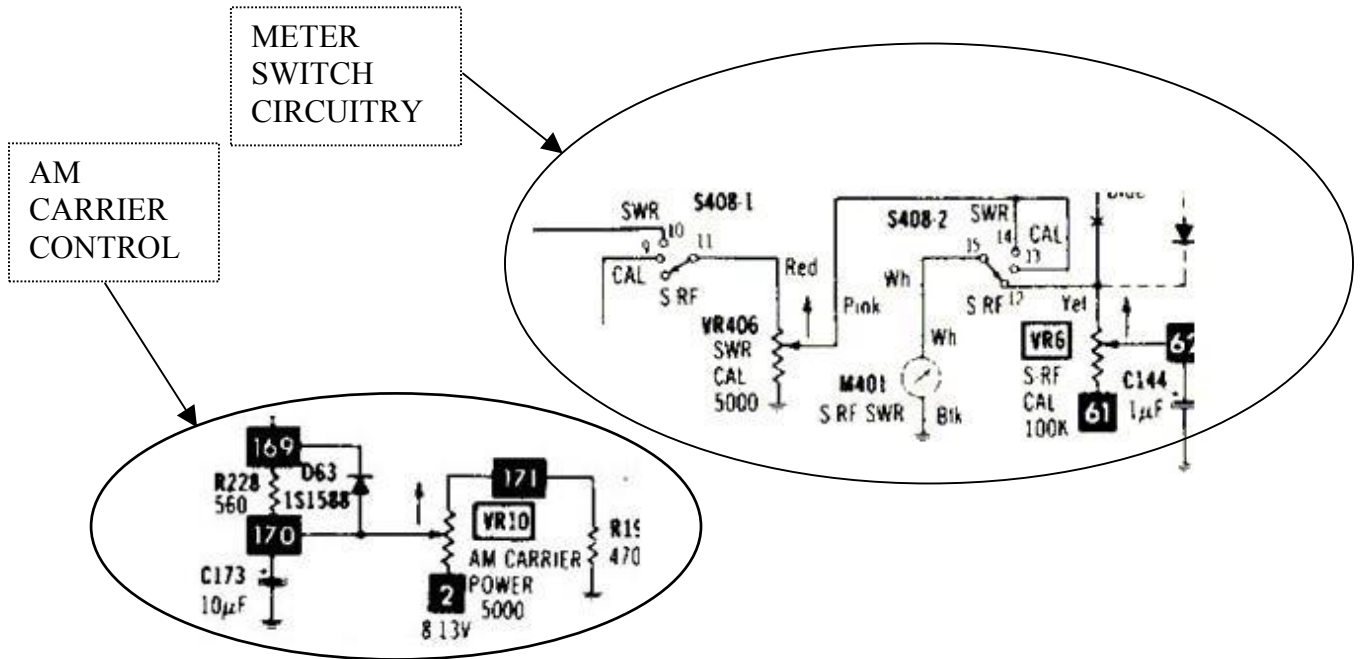 METER
SWITCH
CIRCUITRY
AM
CARRIER
CONTROL
S408-1
SWR
10
9
11
CAL
S RF
Red
Pink
VR406
SWR
CAL
5000
S408-2
SWR
14
CAL
13
15
Wh
S RF
12
Yel
Wh
M401
S RF SWR
Blk
VR6
S-RF
CAL
100K
61
C144
1µF
169
D63
R228
560
1S1588
170
C173
10µF
171
VR10
AM CARRIER
POWER
5000
2
8.13V
470